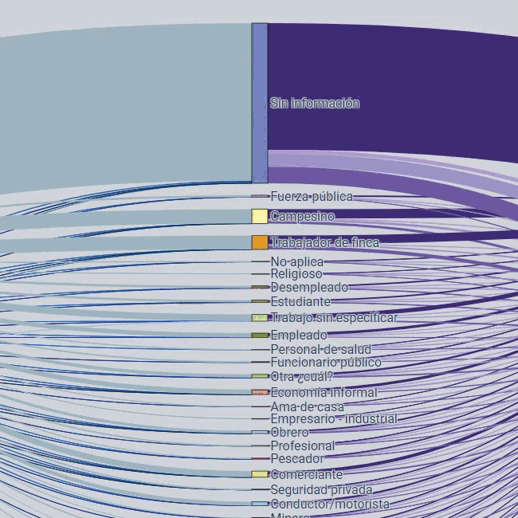 Sin información
Fuerza pública
Campesino
Trabajador de finca
No aplica
Religioso
Desempleado
Estudiante
Trabajo sin especificar
Empleado
Personal de salud
Funcionario público
Otra ¿cuál?
Economía informal
Ama de casa
Empresario - industrial
Obrero
Profesional
Pescador
Comerciante
Seguridad privada
Conductor/motorista